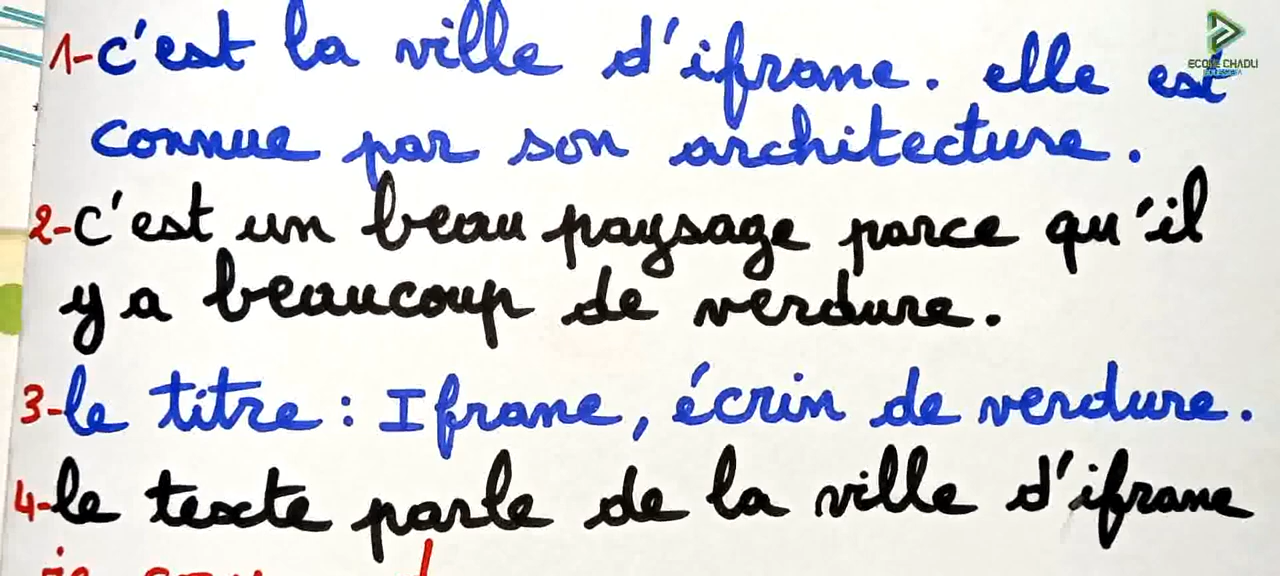 1-c'est la ville d'ifrane. elle est
connue par son architecture.
2-c'est un beau paysage parce qu'il
y a beaucoup de verdure.
3-le titre : Ifrane, écrin de verdure.
4-le texte parle de la ville d'ifrane
ECOLE CHADLI